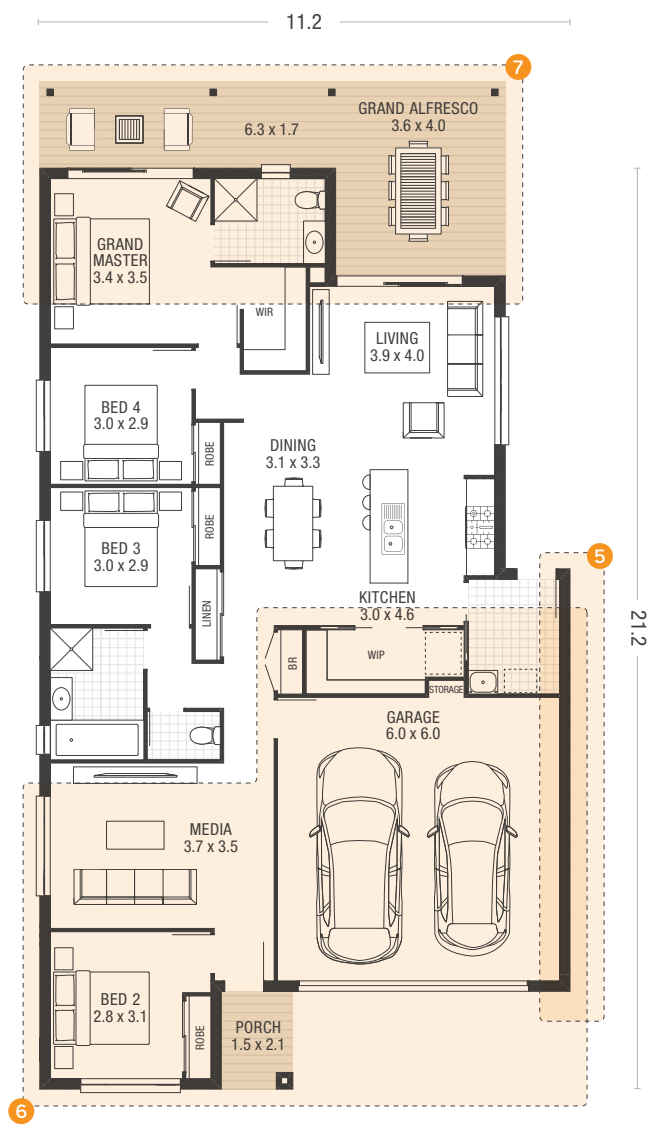 11.2
7
GRAND ALFRESCO
3.6 x 4.0
6.3 x 1.7
GRAND
MASTER
3.4 x 3.5
WIR
LIVING
3.9 x 4.0
BED 4
3.0 x 2.9
ROBE
DINING
3.1 x 3.3
BED 3
3.0 x 2.9
ROBE
5
LINEN
KITCHEN
3.0 x 4.6
21.2
BR
WIP
STORAGE
GARAGE
6.0 x 6.0
MEDIA
3.7 x 3.5
BED 2
2.8 x 3.1
ROBE
PORCH
1.5 x 2.1
6